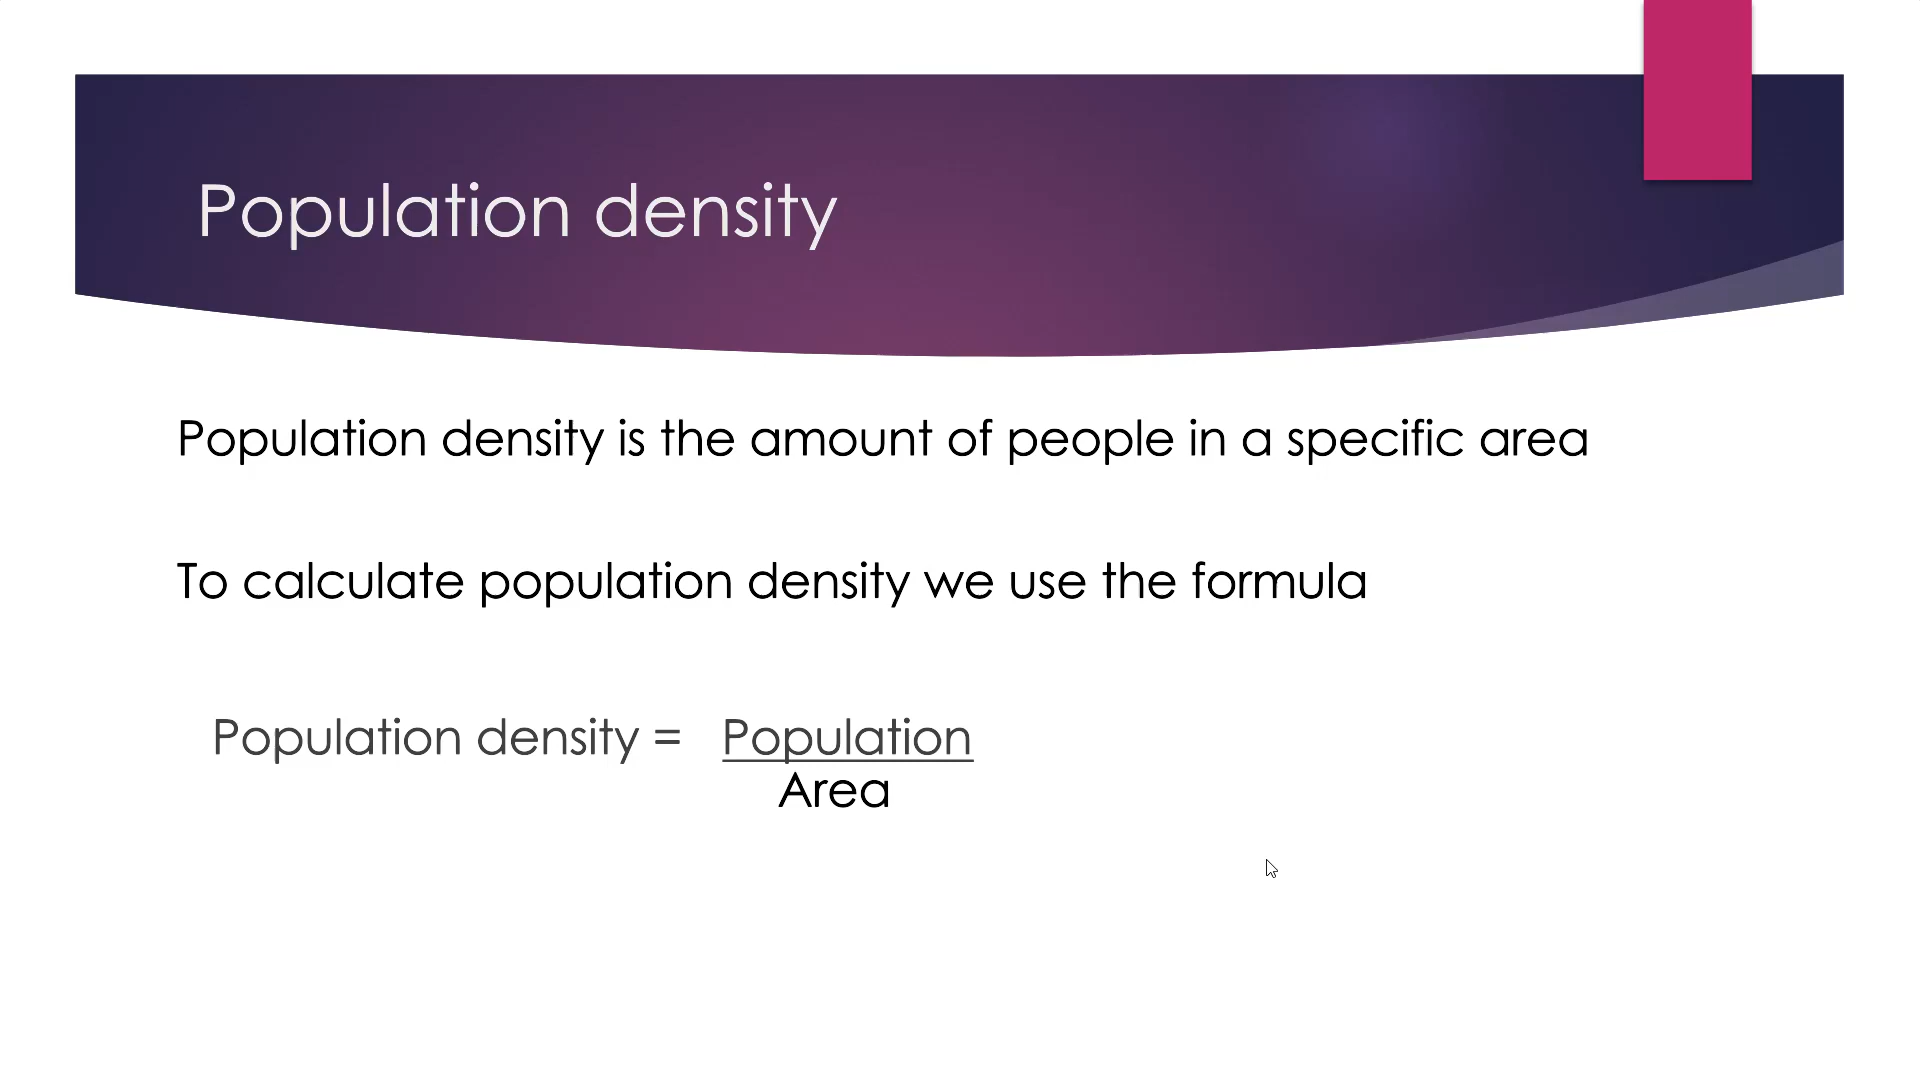 Population density
Population density is the amount of people in a specific area
To calculate population density we use the formula
Population density = Population
Area